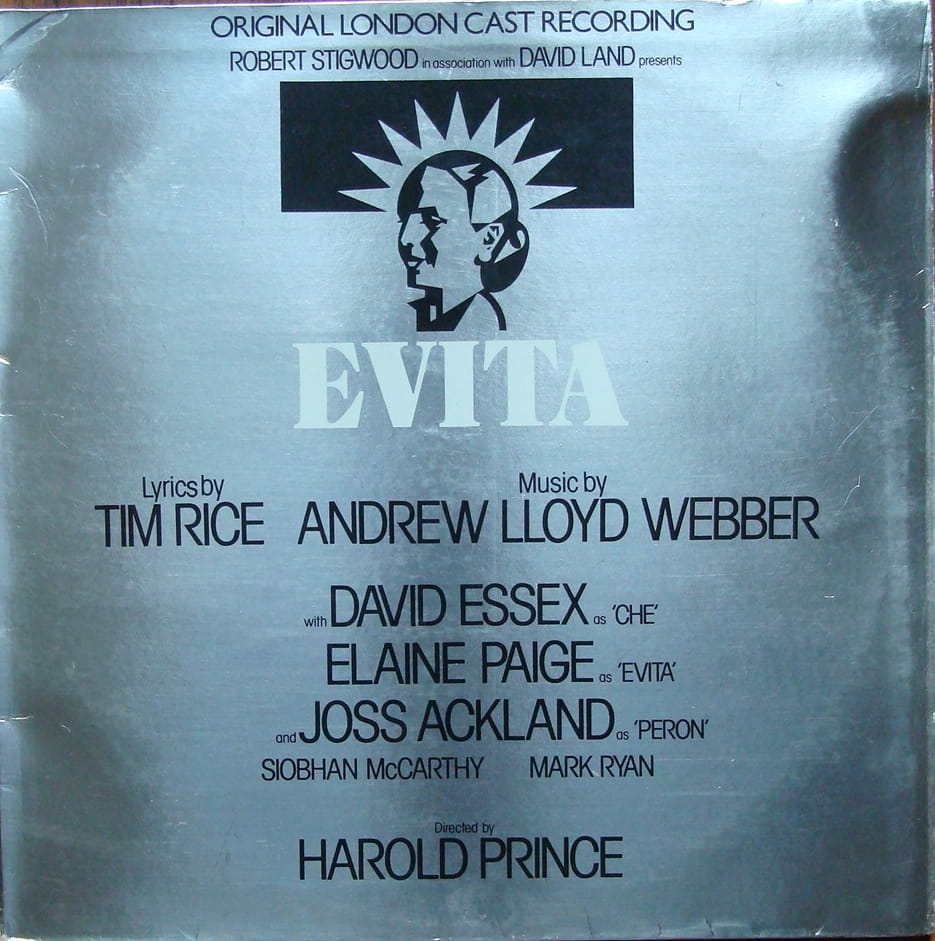 ORIGINAL LONDON CAST RECORDING
ROBERT STIGWOOD in association with DAVID LAND presents
EVITA
Lyrics by Music by
TIM RICE ANDREW LLOYD WEBBER
with DAVID ESSEX as 'CHE'
ELAINE PAIGE as 'EVITA'
and JOSS ACKLAND as 'PERON'
SIOBHAN McCARTHY MARK RYAN
Directed by
HAROLD PRINCE